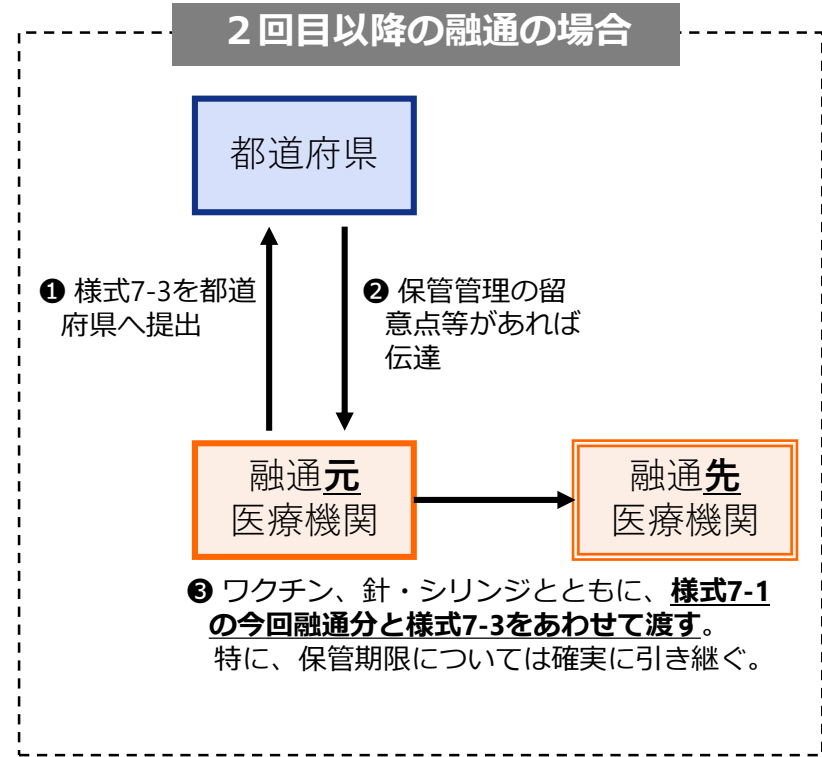 ２回目以降の融通の場合
都道府県
❶ 様式7-3を都道
府県へ提出
❷ 保管管理の留
意点等があれば
伝達
融通元
医療機関
融通先
医療機関
❸ ワクチン、針・シリンジとともに、様式7-1
の今回融通分と様式7-3をあわせて渡す。
特に、保管期限については確実に引き継ぐ。